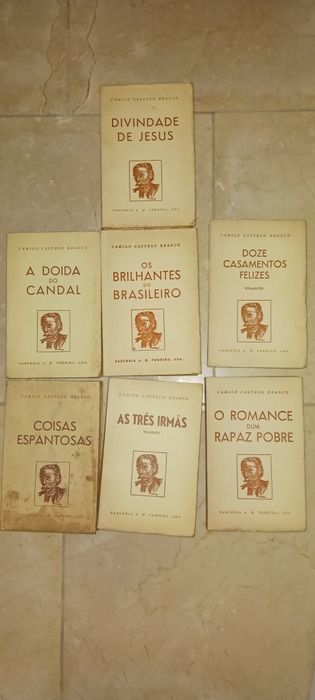 CAMILO CASTELO BRANCO
DIVINDADE
DE JESUS
PARCERIA A. M. PEREIRA, LDA.
CAMILO CASTELO BRANCO
A DOIDA
DO
CANDAL
PARCERIA A. M. PEREIRA, LDA.
CAMILO CASTELO BRANCO
OS
BRILHANTES
DO
BRASILEIRO
PARCERIA A. M. PEREIRA, LDA.
CAMILO CASTELO BRANCO
DOZE
CASAMENTOS
FELIZES
ROMANCES
PARCERIA A. M. PEREIRA, LDA.
CAMILO CASTELO BRANCO
COISAS
ESPANTOSAS
PARCERIA A. M. PEREIRA, LDA.
CAMILO CASTELO BRANCO
AS TRÊS IRMÃS
ROMANCE
PARCERIA A. M. PEREIRA, LDA.
CAMILO CASTELO BRANCO
O ROMANCE
DUM
RAPAZ POBRE
PARCERIA A. M. PEREIRA, LDA.